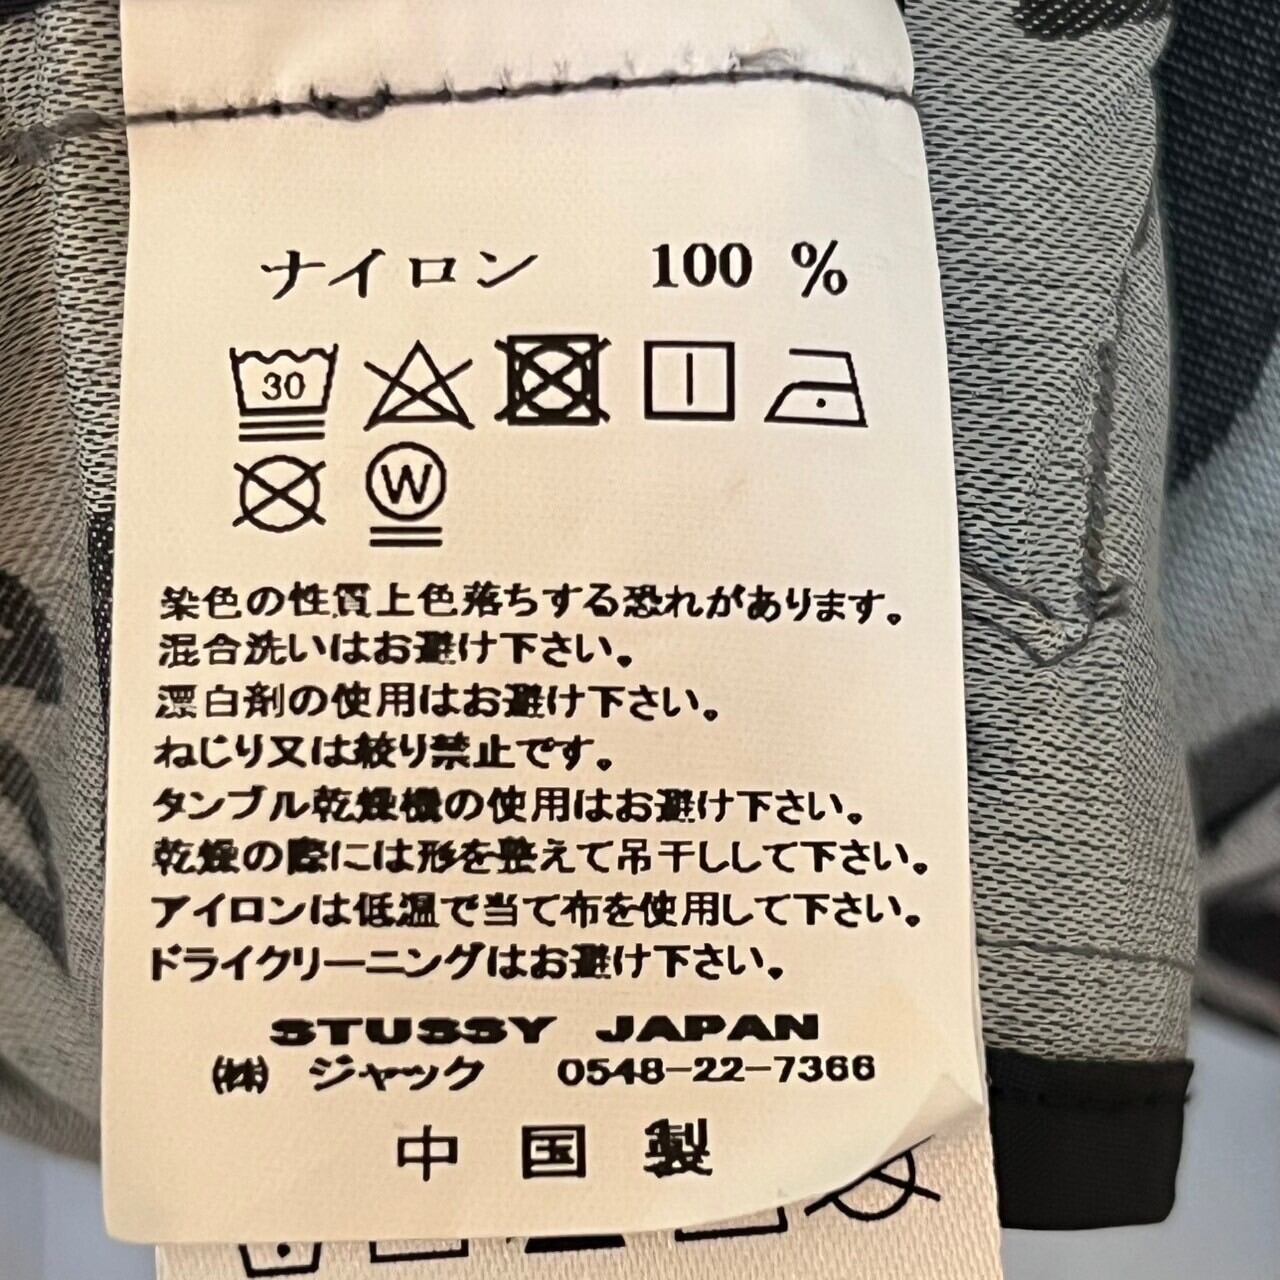 ナイロン 100 %
30
W
染色の性質上色落ちする恐れがあります。
混合洗いはお避け下さい。
漂白剤の使用はお避け下さい。
ねじり又は絞り禁止です。
タンブル乾燥機の使用はお避け下さい。
乾燥の際には形を整えて吊干しして下さい。
アイロンは低温で当て布を使用して下さい。
ドライクリーニングはお避け下さい。
STUSSY JAPAN
㈱ ジャック 0548-22-7366
中国製